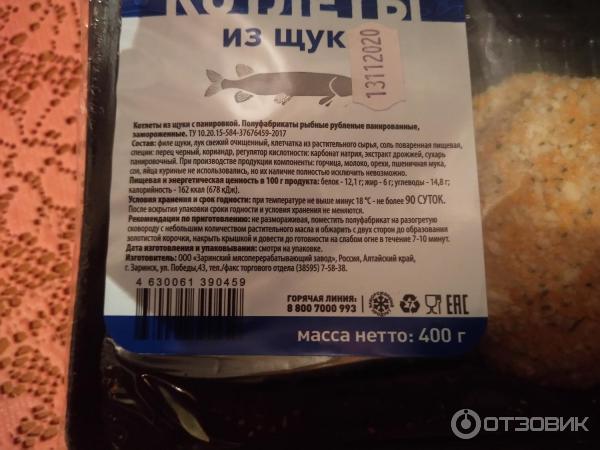 КОТЛЕТЫ
ИЗ ЩУК
13112020
Котлеты из щуки с панировкой. Полуфабрикаты рыбные рубленые панированные,
замороженные. ТУ 10.20.15-584-37676459-2017
Состав: филе щуки, лук свежий очищенный, клетчатка из растительного сырья, соль поваренная пищевая,
специи: перец черный, кориандр, регулятор кислотности: карбонат натрия, экстракт дрожжей, сухарь
панировочный. При производстве продукции компоненты: горчица, молоко, орехи, пшеничная мука,
соя, яйца куриные не использовались, но их наличие полностью исключить невозможно.
Пищевая и энергетическая ценность в 100 г продукта: белок - 12,1 г; жир - 6 г; углеводы - 14,8 г;
калорийность - 162 ккал (678 кДж).
Условия хранения и срок годности: при температуре не выше минус 18 °С - не более 90 СУТОК.
После вскрытия упаковки сроки годности и условия хранения не меняются.
Рекомендации по приготовлению: не размораживая, поместить полуфабрикат на разогретую
сковороду с небольшим количеством растительного масла и обжарить с двух сторон до образования
золотистой корочки, накрыть крышкой и довести до готовности на слабом огне в течение 7-10 минут.
Дата изготовления и упаковывания: смотри на упаковке.
Изготовитель: ООО «Заринский мясоперерабатывающий завод», Россия, Алтайский край,
г. Заринск, ул. Победы,43, тел./факс торгового отдела (38595) 7-58-38.
4 630061 390459
ГОРЯЧАЯ ЛИНИЯ:
8 800 7000 993
EAC
масса нетто: 400 г
ОТЗОВИК